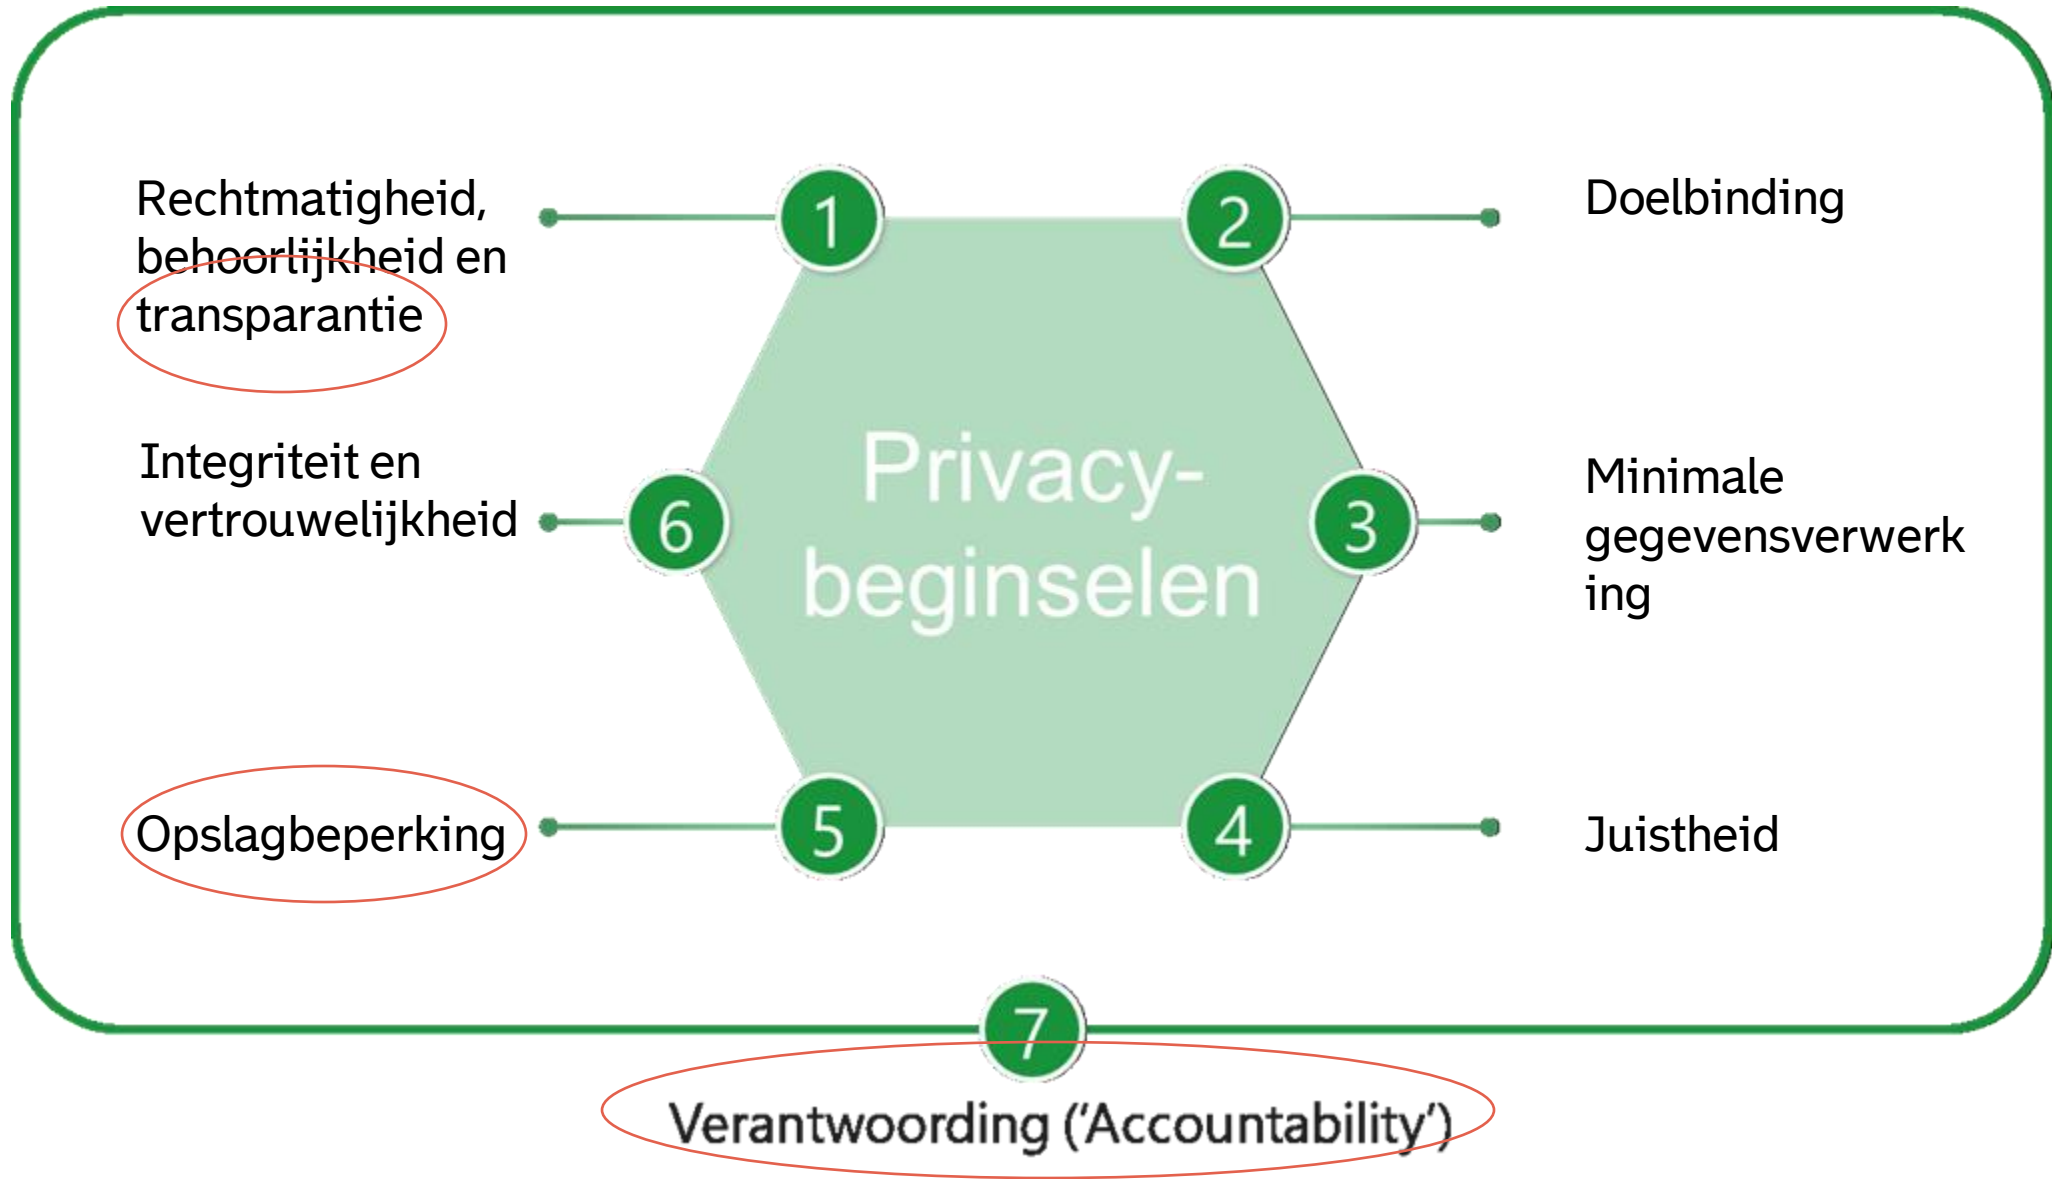 Rechtmatigheid,
behoorlijkheid en
transparantie
1
2
Doelbinding
Integriteit en
vertrouwelijkheid
6
Privacy-
beginselen
3
Minimale
gegevensverwerk
ing
Opslagbeperking
5
4
Juistheid
7
Verantwoording ('Accountability')